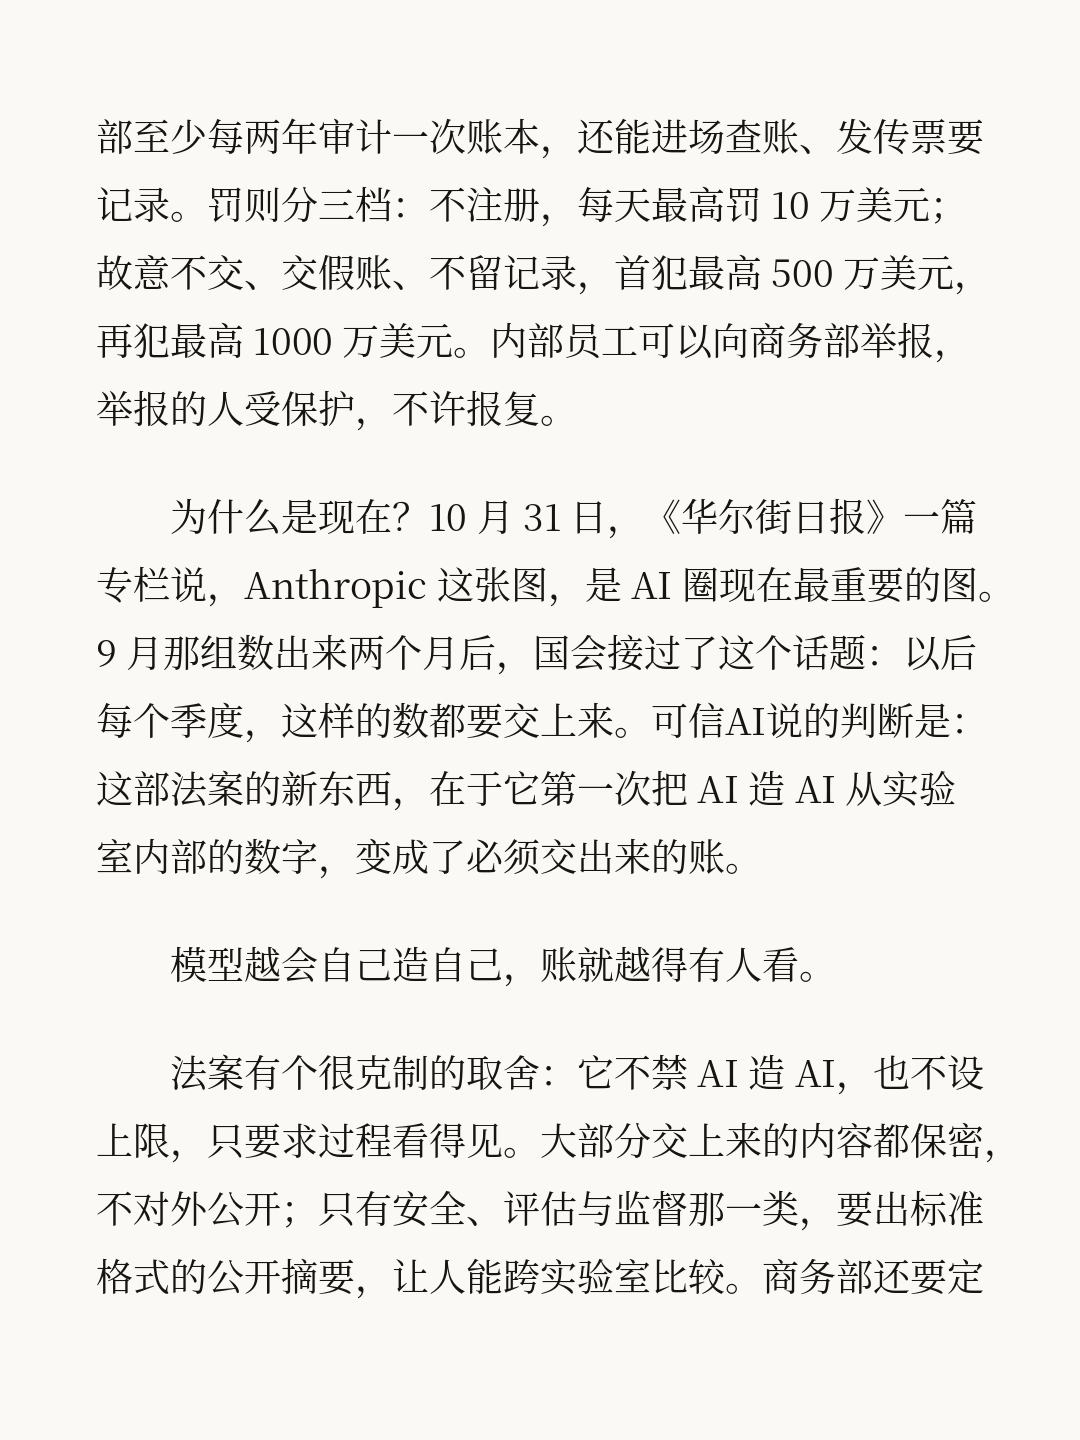 部至少每两年审计一次账本，还能进场查账、发传票要
记录。罚则分三档：不注册，每天最高罚 10 万美元；
故意不交、交假账、不留记录，首犯最高 500 万美元，
再犯最高 1000 万美元。内部员工可以向商务部举报，
举报的人受保护，不许报复。
为什么是现在？10 月 31 日，《华尔街日报》一篇
专栏说，Anthropic 这张图，是 AI 圈现在最重要的图。
9 月那组数出来两个月后，国会接过了这个话题：以后
每个季度，这样的数都要交上来。可信AI说的判断是：
这部法案的新东西，在于它第一次把 AI 造 AI 从实验
室内部的数字，变成了必须交出来的账。
模型越会自己造自己，账就越得有人看。
法案有个很克制的取舍：它不禁 AI 造 AI，也不设
上限，只要求过程看得见。大部分交上来的内容都保密，
不对外公开；只有安全、评估与监督那一类，要出标准
格式的公开摘要，让人能跨实验室比较。商务部还要定